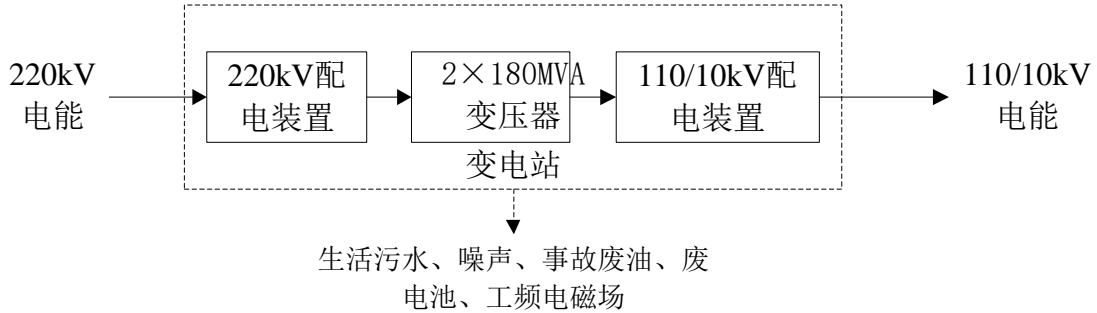 220kV
电能
220kV配
电装置
2×180MVA
变压器
110/10kV配
电装置
110/10kV
电能
变电站
生活污水、噪声、事故废油、废
电池、工频电磁场